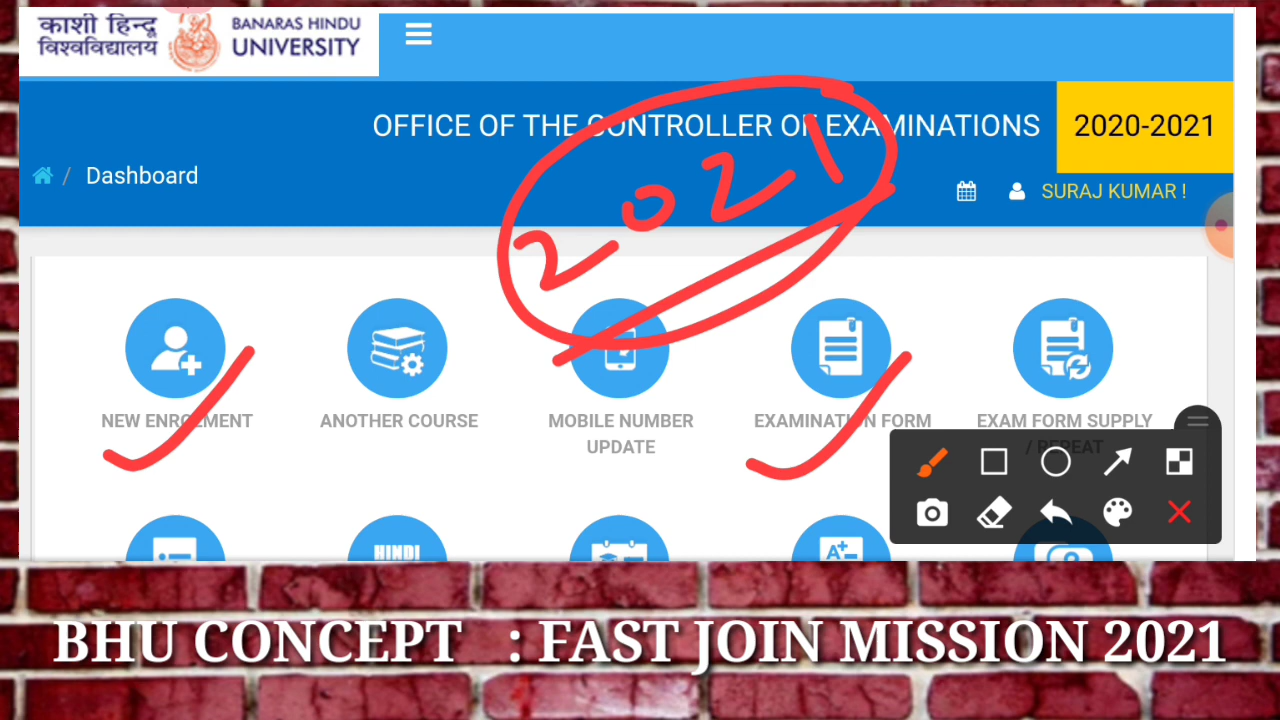 काशी हिन्दू
विश्वविद्यालय
BANARAS HINDU
UNIVERSITY
OFFICE OF THE CONTROLLER OF EXAMINATIONS
2020-2021
/ Dashboard
SURAJ KUMAR !
2021
NEW ENROLMENT
ANOTHER COURSE
MOBILE NUMBER
UPDATE
EXAMINATION FORM
EXAM FORM SUPPLY
/ REPEAT
HINDI
A+
BHU CONCEPT : FAST JOIN MISSION 2021